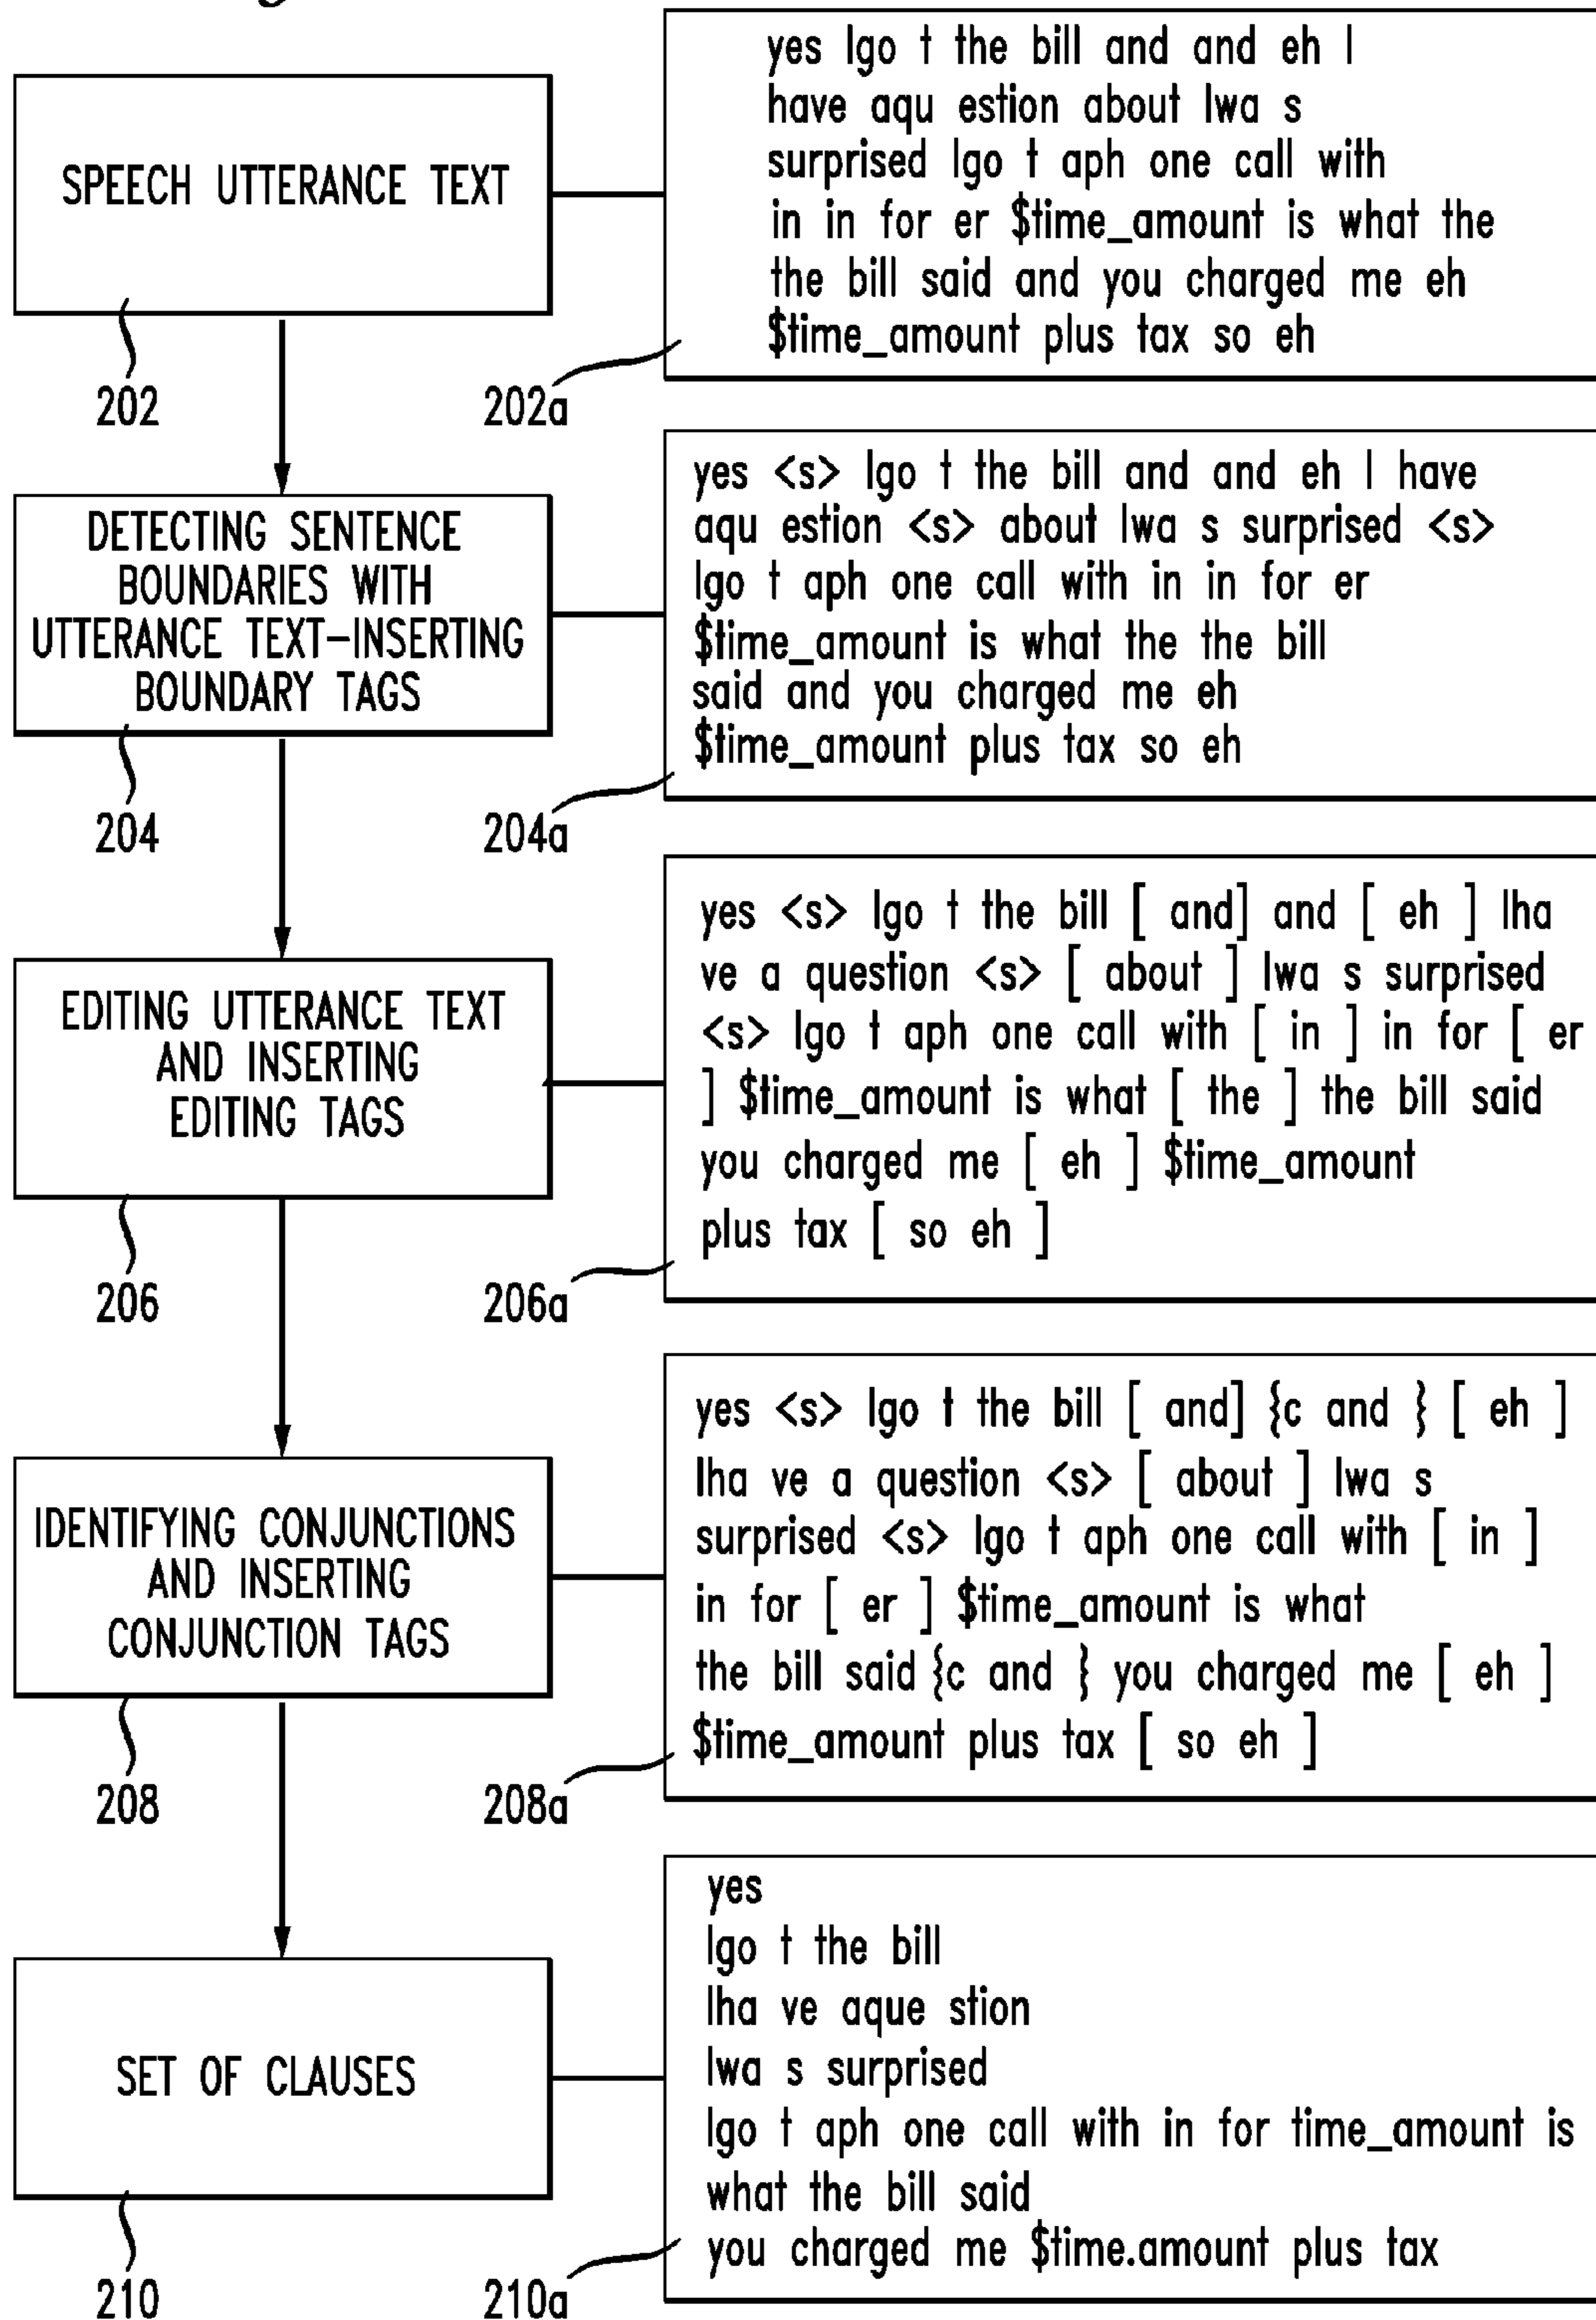 SPEECH UTTERANCE TEXT
202
yes Igo t the bill and and eh I
have aqu estion about Iwa s
surprised Igo t aph one call with
in in for er $time_amount is what the
the bill said and you charged me eh
$time_amount plus tax so eh
202a
DETECTING SENTENCE
BOUNDARIES WITH
UTTERANCE TEXT-INSERTING
BOUNDARY TAGS
204
yes <s> Igo t the bill and and eh I have
aqu estion <s> about Iwa s surprised <s>
Igo t aph one call with in in for er
$time_amount is what the the bill
said and you charged me eh
$time_amount plus tax so eh
204a
EDITING UTTERANCE TEXT
AND INSERTING
EDITING TAGS
206
yes <s> Igo t the bill [ and] and [ eh ] Iha
ve a question <s> [ about ] Iwa s surprised
<s> Igo t aph one call with [ in ] in for [ er
] $time_amount is what [ the ] the bill said
you charged me [ eh ] $time_amount
plus tax [ so eh ]
206a
IDENTIFYING CONJUNCTIONS
AND INSERTING
CONJUNCTION TAGS
208
yes <s> Igo t the bill [ and] {c and } [ eh ]
Iha ve a question <s> [ about ] Iwa s
surprised <s> Igo t aph one call with [ in ]
in for [ er ] $time_amount is what
the bill said {c and } you charged me [ eh ]
$time_amount plus tax [ so eh ]
208a
SET OF CLAUSES
210
yes
Igo t the bill
Iha ve aque stion
Iwa s surprised
Igo t aph one call with in for time_amount is
what the bill said
you charged me $time.amount plus tax
210a